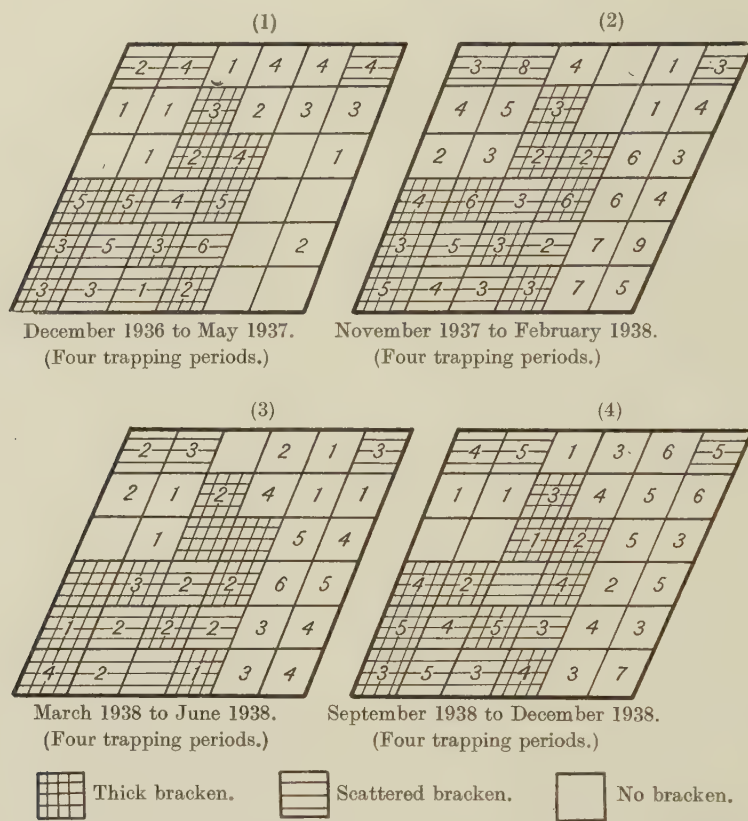 (1) (2)
2 4 1 4 4 4
3 8 4 1 3
1 1 3 2 3 3
4 5 3 1 4
1 2 4 1
2 3 2 2 6 3
5 5 4 5
4 6 3 6 6 4
3 5 3 6 2
3 5 3 2 7 9
3 3 1 2
5 4 3 3 7 5
December 1936 to May 1937. November 1937 to February 1938.
(Four trapping periods.) (Four trapping periods.)
(3) (4)
2 3 2 1 3
4 5 1 3 6 5
2 1 2 4 1 1
1 1 3 4 5 6
1 5 4
1 2 5 3
3 2 2 6 5
4 2 4 2 5
1 2 2 2 3 4
5 4 5 3 4 3
4 2 1 3 4
3 5 3 4 3 7
March 1938 to June 1938. September 1938 to December 1938.
(Four trapping periods.) (Four trapping periods.)
Thick bracken. Scattered bracken. No bracken.